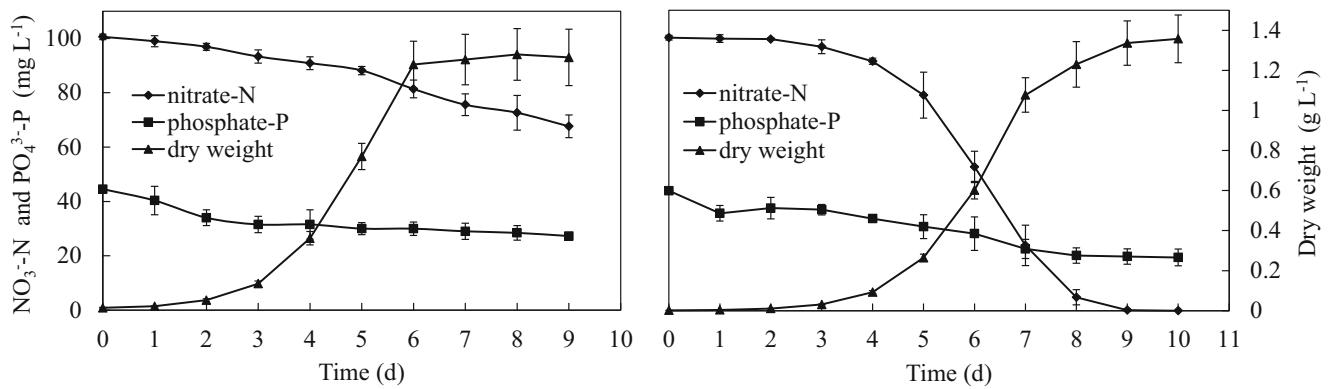 NO₃⁻-N and PO₄³⁻-P (mg L⁻¹)
100
80
60
40
20
0
nitrate-N
phosphate-P
dry weight
0 1 2 3 4 5 6 7 8 9 10
Time (d)
nitrate-N
phosphate-P
dry weight
0 1 2 3 4 5 6 7 8 9 10 11
Time (d)
1.4
1.2
1
0.8
0.6
0.4
0.2
0
Dry weight (g L⁻¹)